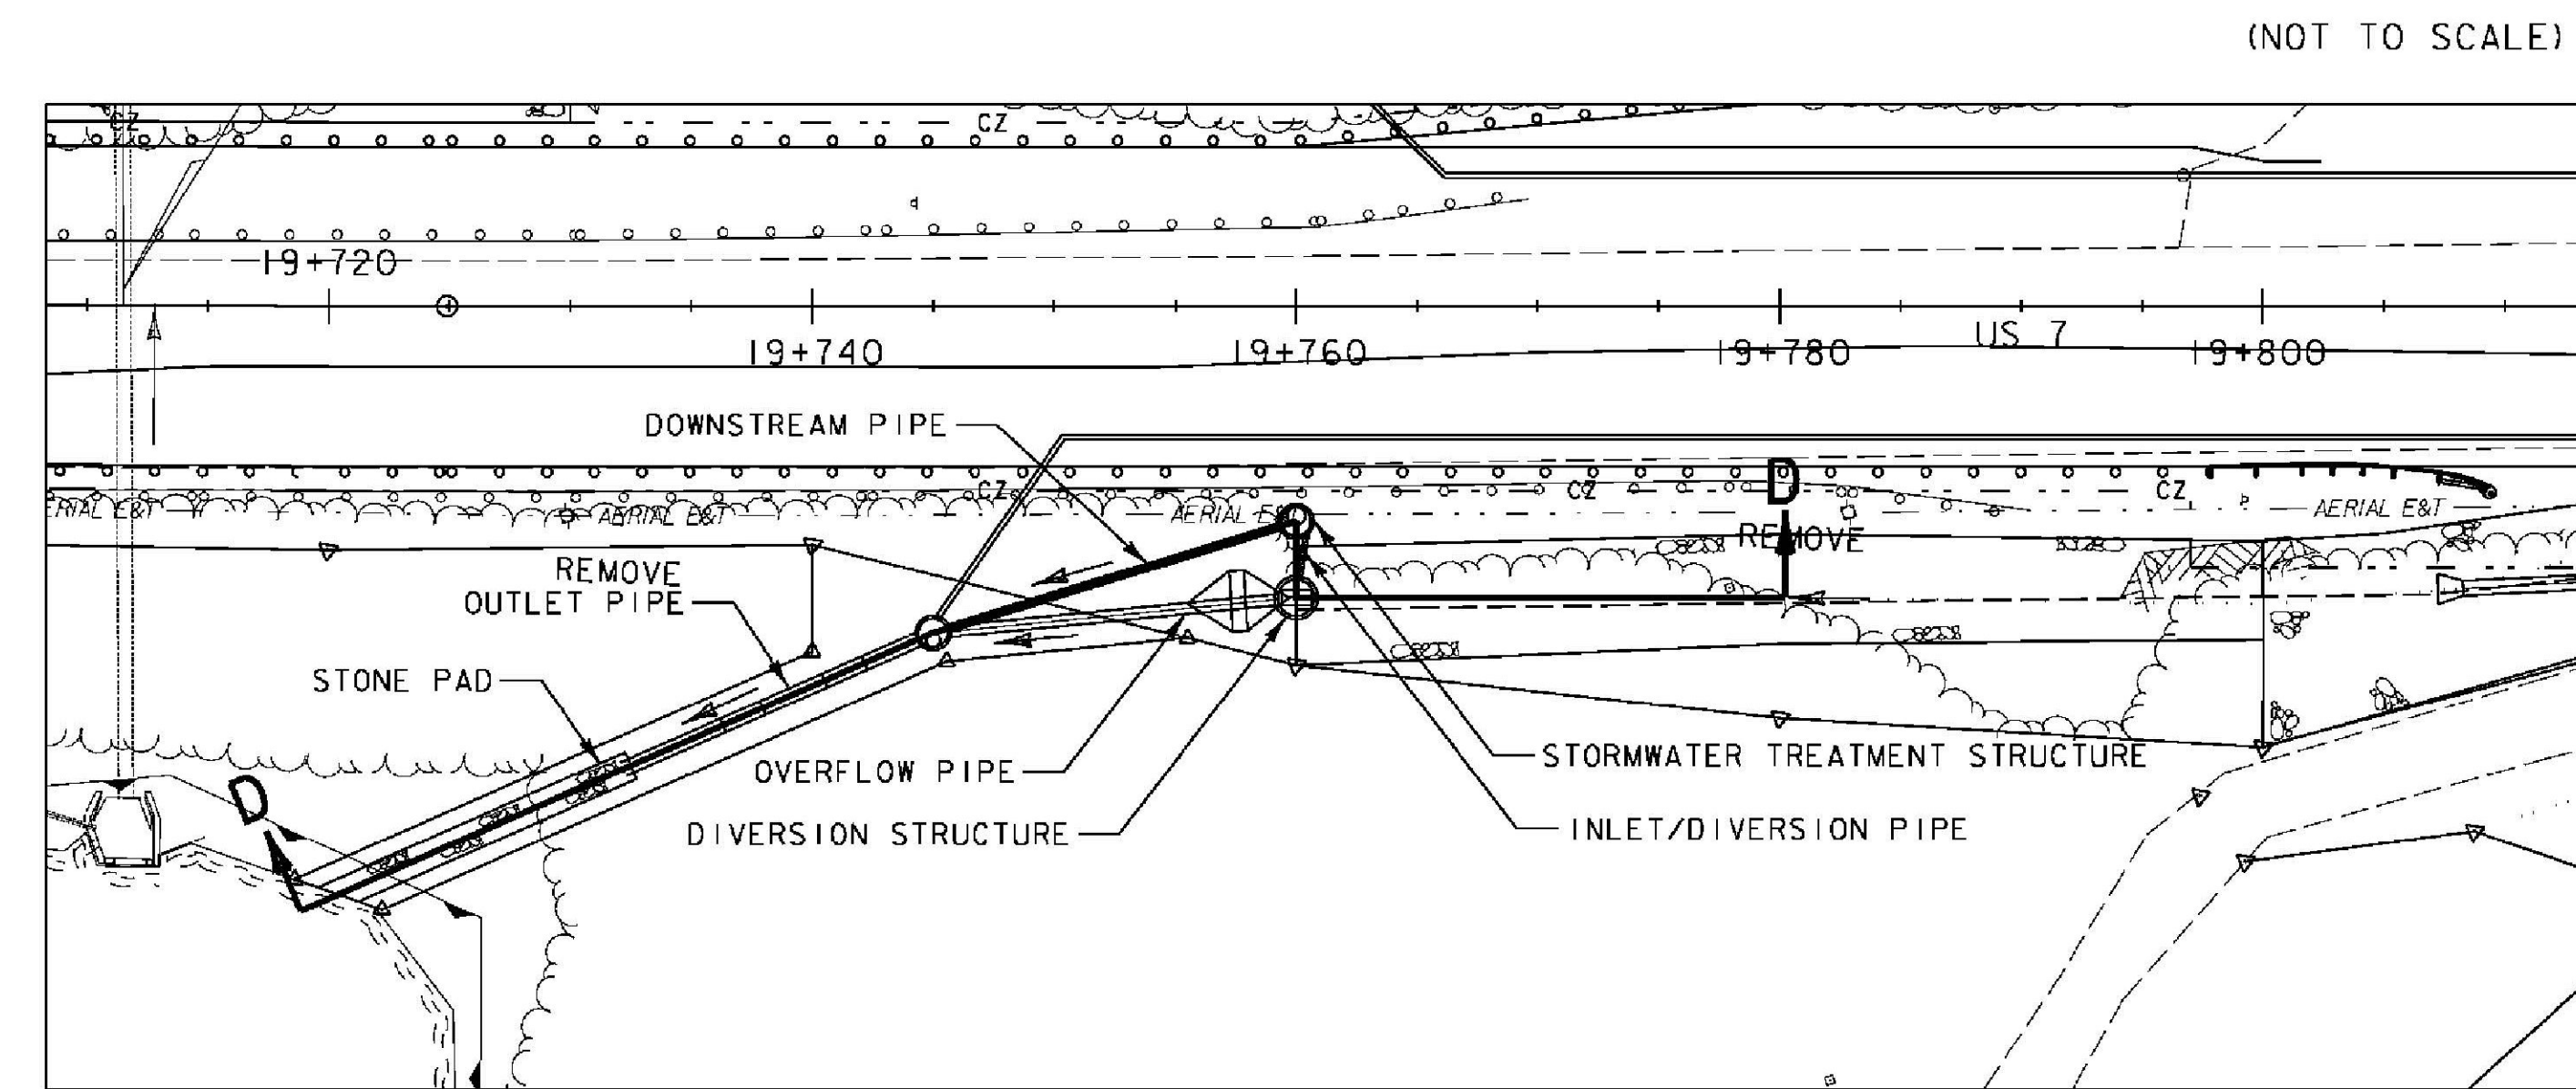 (NOT TO SCALE)
CZ
CZ
19+720
19+740
19+760
19+780
US 7
19+800
DOWNSTREAM PIPE
D
CZ
CZ
CZ
ERIAL E&T
AERIAL E&T
AERIAL E&T
AERIAL E&T
REMOVE
REMOVE
OUTLET PIPE
STONE PAD
D
OVERFLOW PIPE
STORMWATER TREATMENT STRUCTURE
DIVERSION STRUCTURE
INLET/DIVERSION PIPE